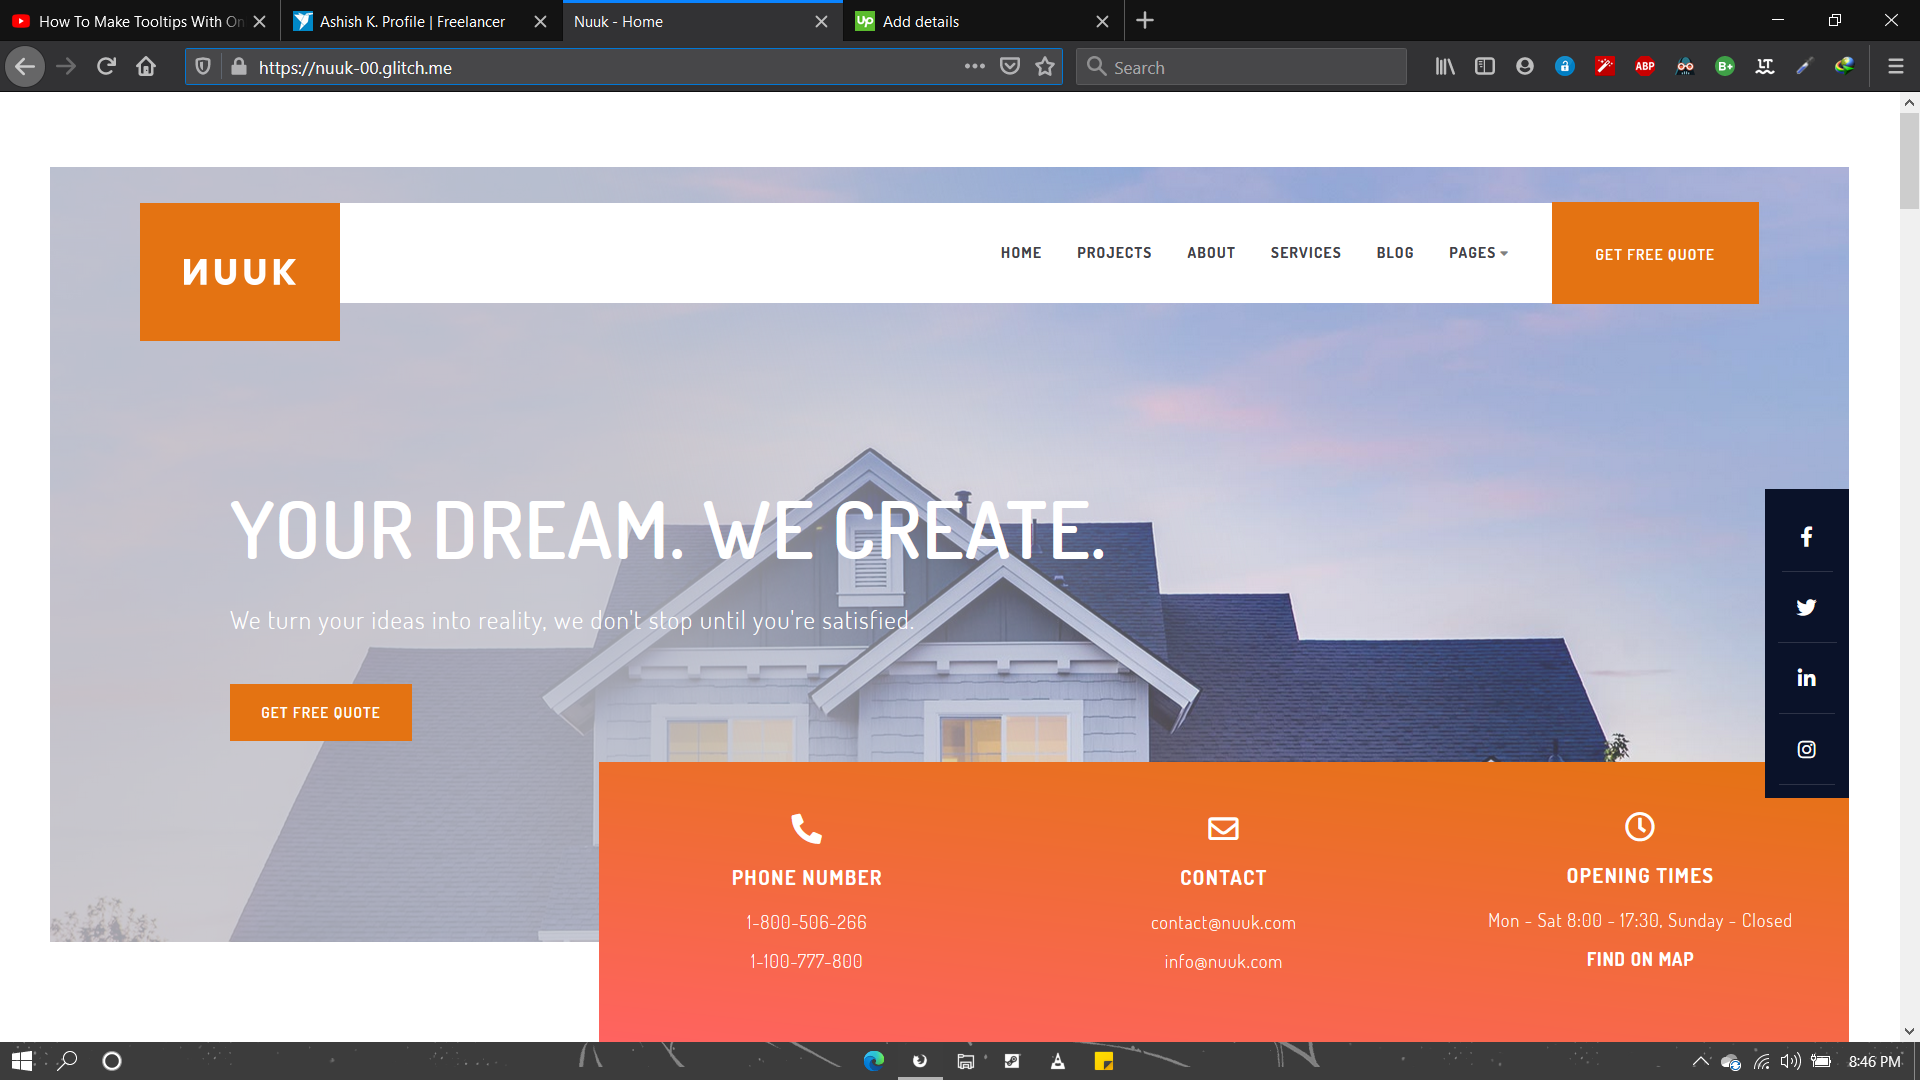 How To Make Tooltips With On
Ashish K. Profile | Freelancer
Nuuk - Home
Up
Add details
https://nuuk-00.glitch.me
Search
ABP
B+
LT
ИUUK
HOME
PROJECTS
ABOUT
SERVICES
BLOG
PAGES
GET FREE QUOTE
YOUR DREAM. WE CREATE.
We turn your ideas into reality, we don't stop until you're satisfied.
GET FREE QUOTE
PHONE NUMBER
1-800-506-266
1-100-777-800
CONTACT
contact@nuuk.com
info@nuuk.com
OPENING TIMES
Mon - Sat 8:00 - 17:30, Sunday - Closed
FIND ON MAP
8:46 PM